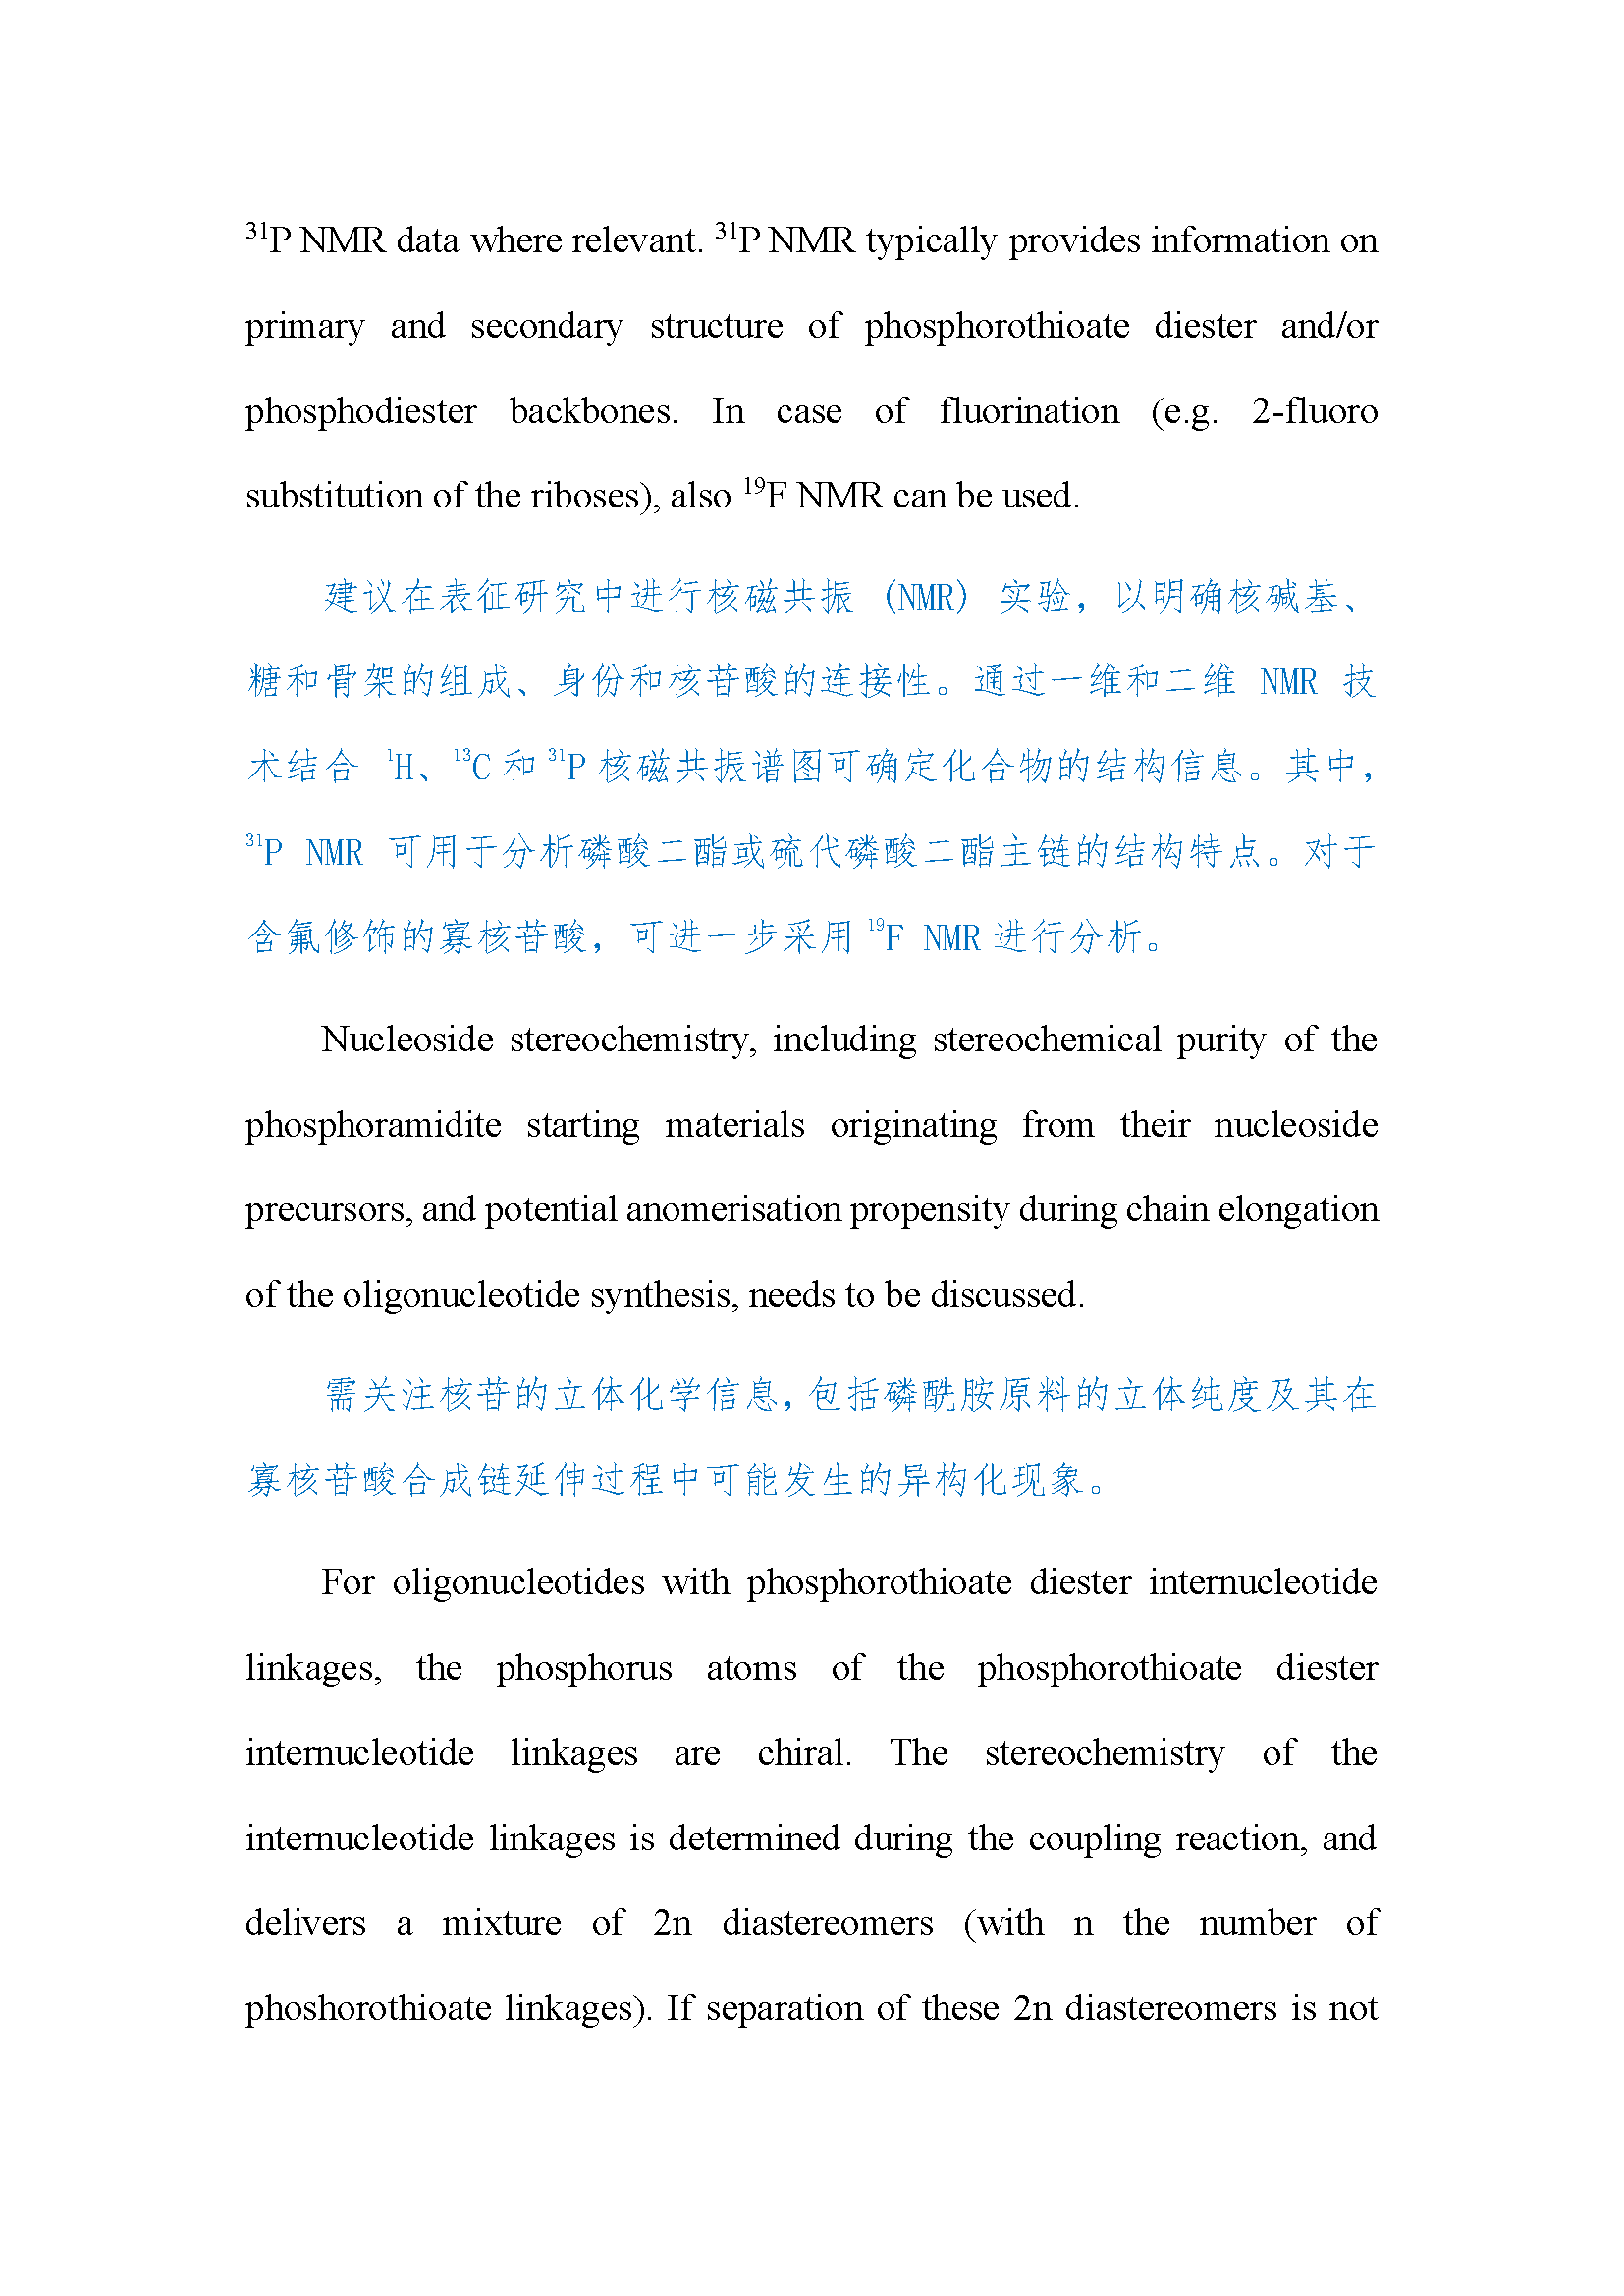 ³¹P NMR data where relevant. ³¹P NMR typically provides information on
primary and secondary structure of phosphorothioate diester and/or
phosphodiester backbones. In case of fluorination (e.g. 2-fluoro
substitution of the riboses), also ¹⁹F NMR can be used.
建议在表征研究中进行核磁共振 (NMR) 实验，以明确核碱基、
糖和骨架的组成、身份和核苷酸的连接性。通过一维和二维 NMR 技
术结合 ¹H、¹³C 和 ³¹P 核磁共振谱图可确定化合物的结构信息。其中，
³¹P NMR 可用于分析磷酸二酯或硫代磷酸二酯主链的结构特点。对于
含氟修饰的寡核苷酸，可进一步采用 ¹⁹F NMR 进行分析。
Nucleoside stereochemistry, including stereochemical purity of the
phosphoramidite starting materials originating from their nucleoside
precursors, and potential anomerisation propensity during chain elongation
of the oligonucleotide synthesis, needs to be discussed.
需关注核苷的立体化学信息，包括磷酰胺原料的立体纯度及其在
寡核苷酸合成链延伸过程中可能发生的异构化现象。
For oligonucleotides with phosphorothioate diester internucleotide
linkages, the phosphorus atoms of the phosphorothioate diester
internucleotide linkages are chiral. The stereochemistry of the
internucleotide linkages is determined during the coupling reaction, and
delivers a mixture of 2n diastereomers (with n the number of
phoshorothioate linkages). If separation of these 2n diastereomers is not